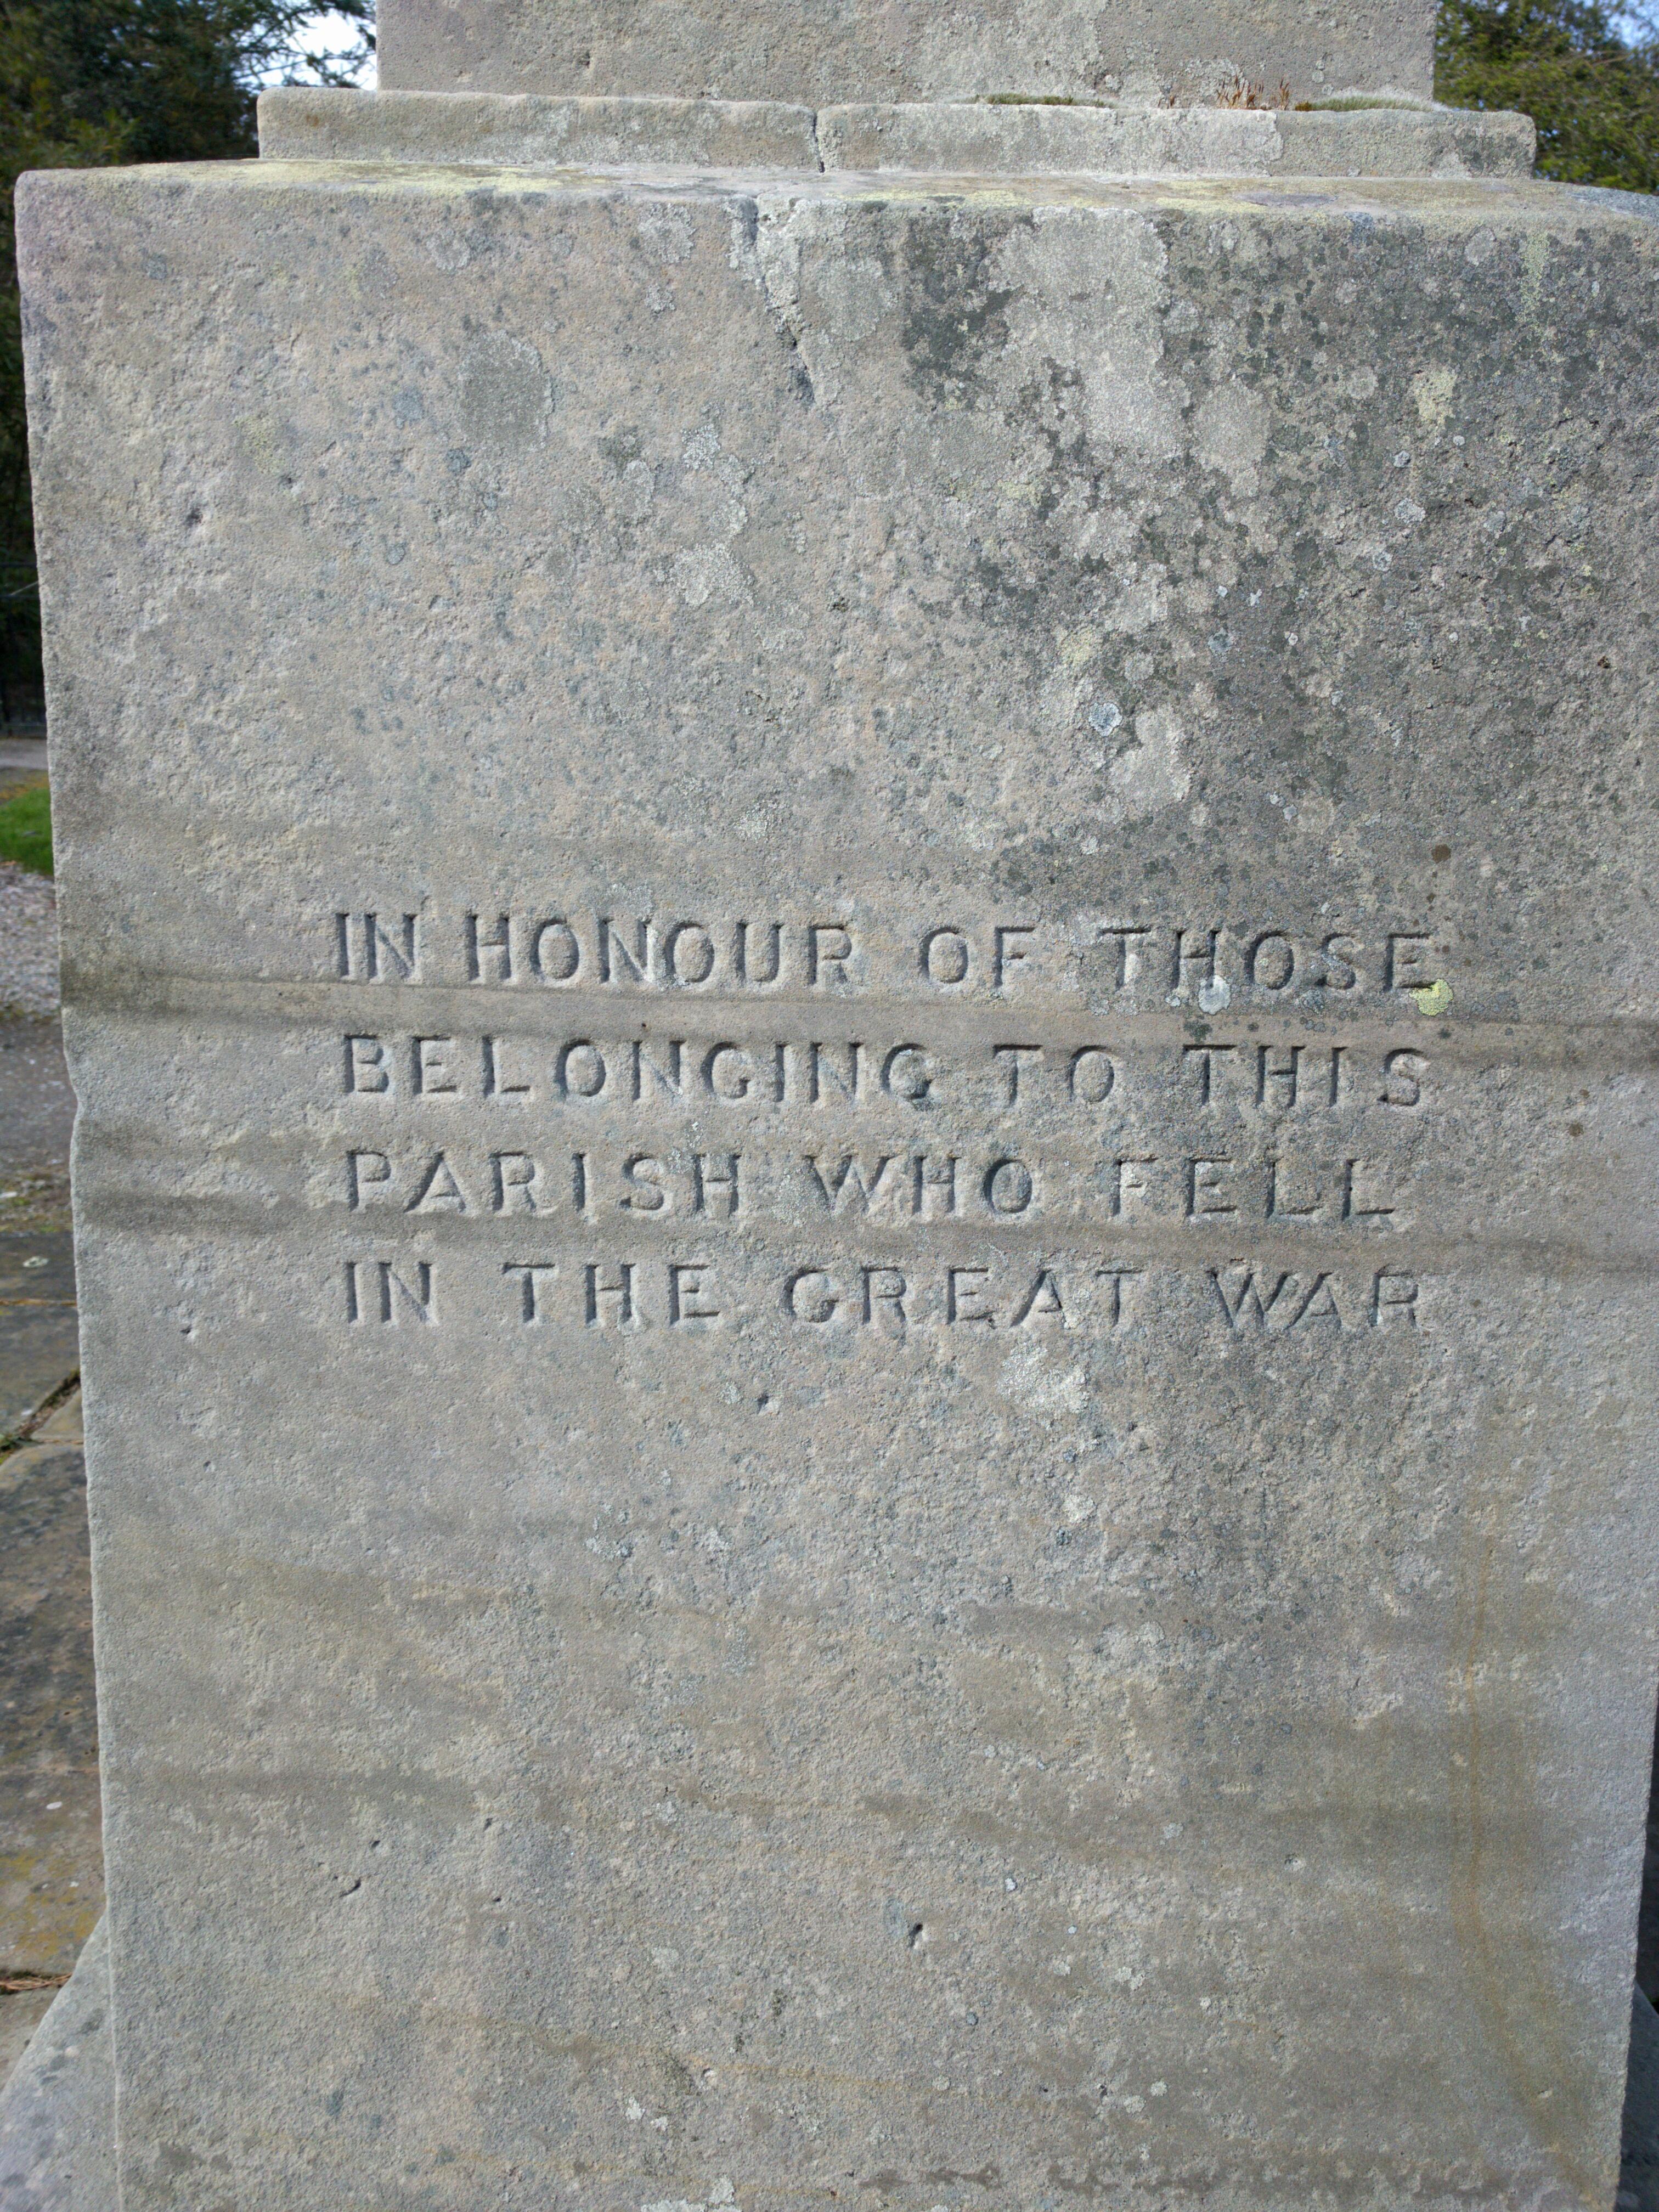 IN HONOUR OF THOSE
BELONGING TO THIS
PARISH WHO FELL
IN THE GREAT WAR